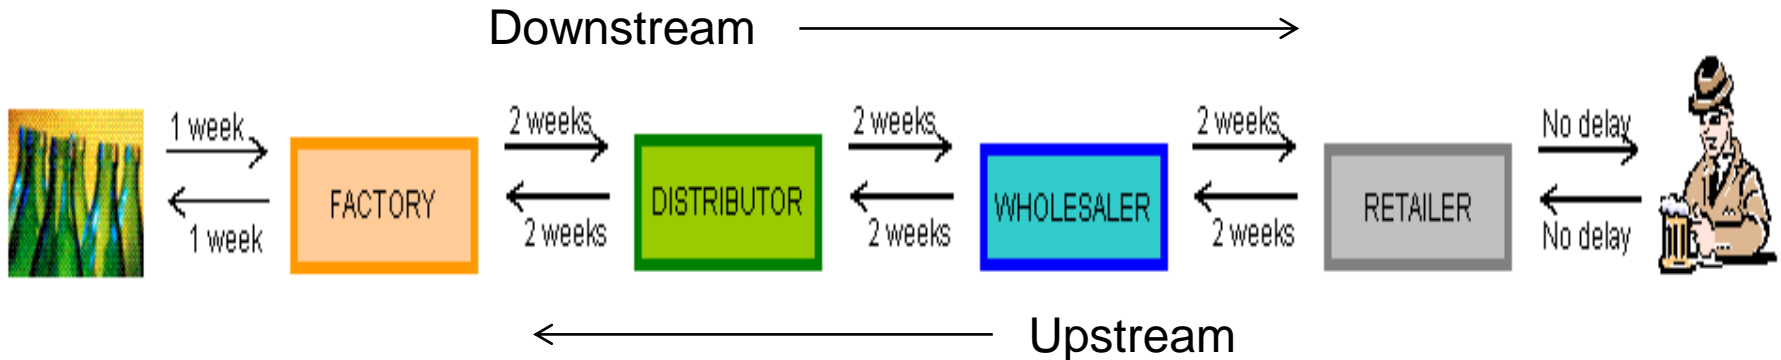 Downstream
1 week
2 weeks
2 weeks
2 weeks
No delay
FACTORY
DISTRIBUTOR
WHOLESALER
RETAILER
1 week
2 weeks
2 weeks
2 weeks
No delay
Upstream